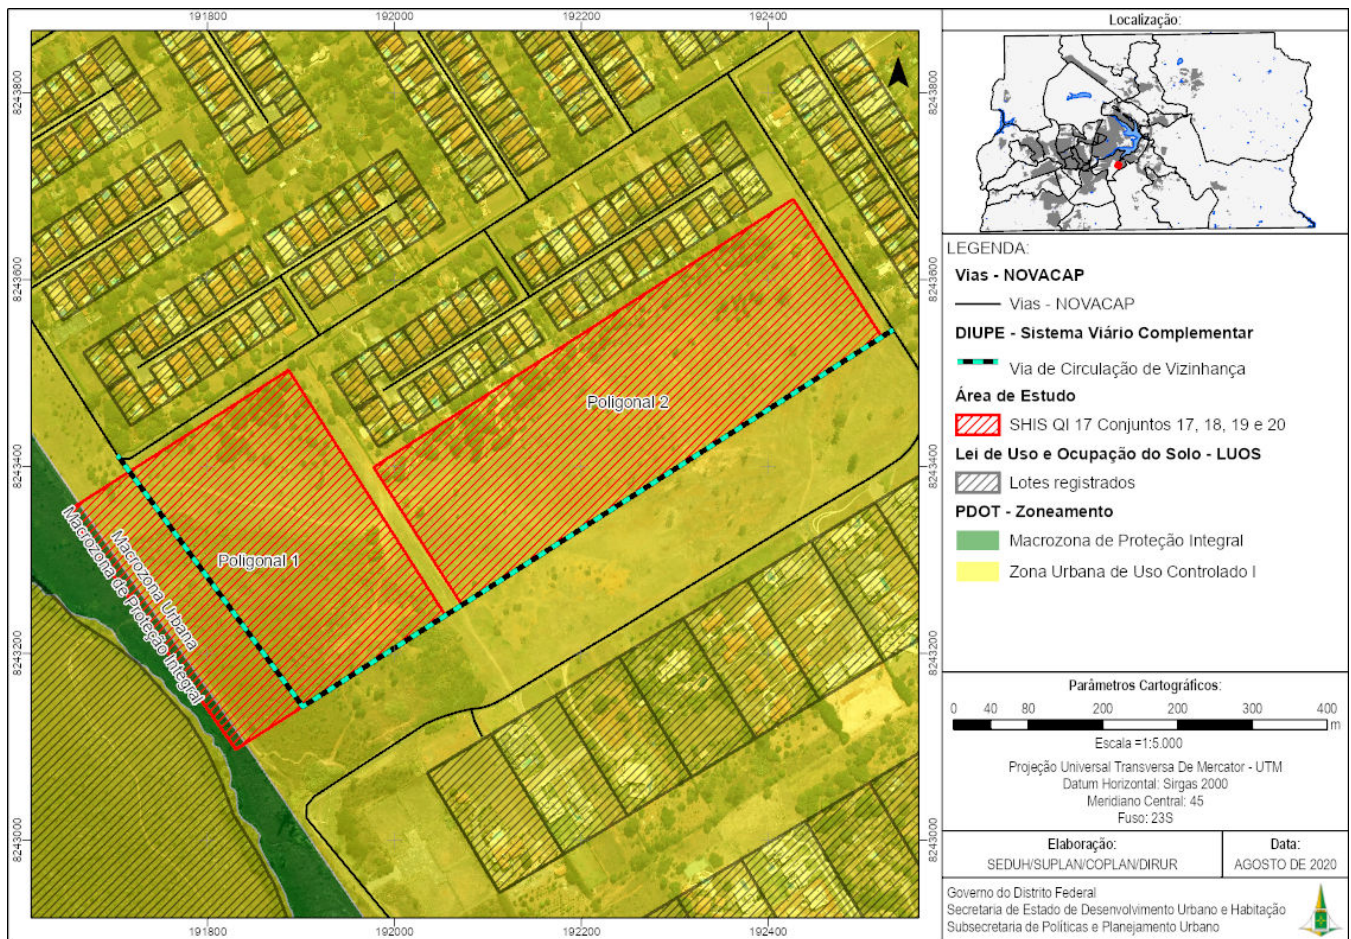 191800
192000
192200
192400
8243800
8243600
8243400
8243200
8243000
8243800
8243600
8243400
8243200
8243000
191800
192000
192200
192400
N
Poligonal 1
Poligonal 2
Macrozona Urbana
Macrozona de Proteção Integral
Localização:
LEGENDA:
Vias - NOVACAP
Vias - NOVACAP
DIUPE - Sistema Viário Complementar
Via de Circulação de Vizinhança
Área de Estudo
SHIS QI 17 Conjuntos 17, 18, 19 e 20
Lei de Uso e Ocupação do Solo - LUOS
Lotes registrados
PDOT - Zoneamento
Macrozona de Proteção Integral
Zona Urbana de Uso Controlado I
Parâmetros Cartográficos:
0 40 80 200 200 300 400
m
Escala =1:5.000
Projeção Universal Transversa De Mercator - UTM
Datum Horizontal: Sirgas 2000
Meridiano Central: 45
Fuso: 23S
Elaboração:
SEDUH/SUPLAN/COPLAN/DIRUR
Data:
AGOSTO DE 2020
Governo do Distrito Federal
Secretaria de Estado de Desenvolvimento Urbano e Habitação
Subsecretaria de Políticas e Planejamento Urbano